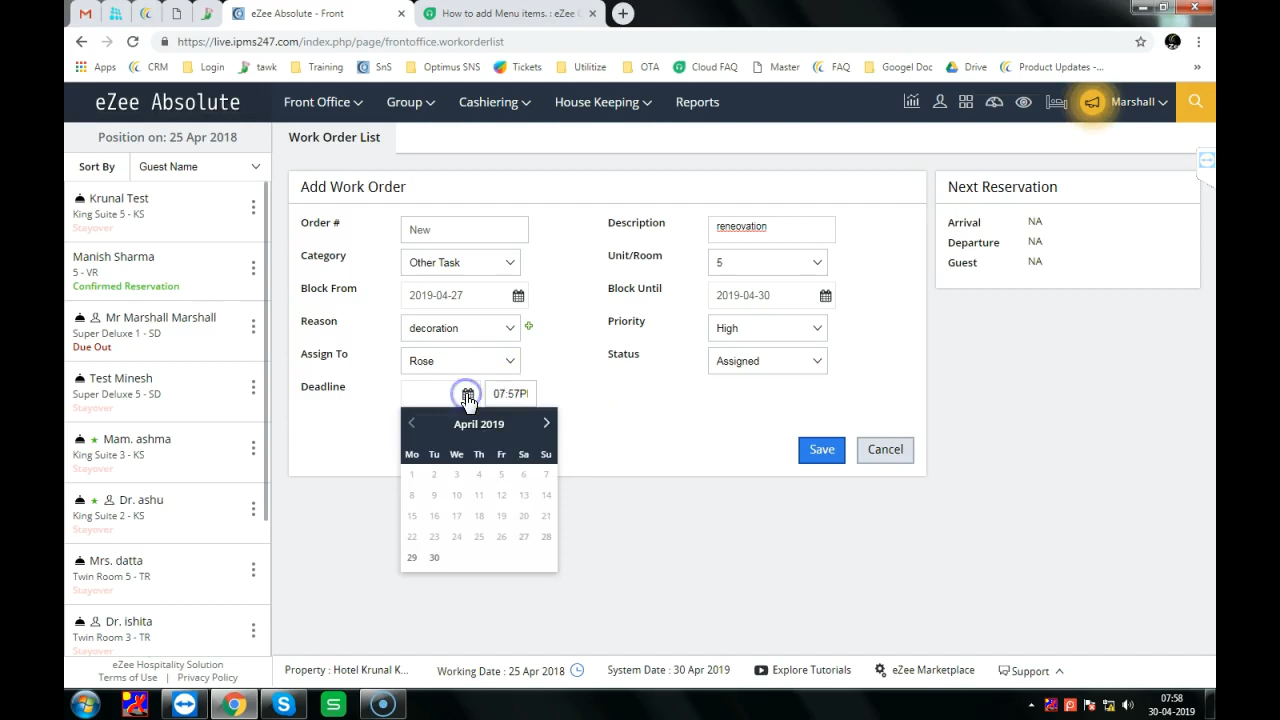 eZee Absolute - Front
How to add Menu items. : eZee C
https://live.ipms247.com/index.php/page/frontoffice.workorderlist
Apps CRM Login tawk Training SnS Optimus SNS Tickets Utilitize OTA Cloud FAQ Master FAQ Googel Doc Drive Product Updates -...
eZee Absolute Front Office Group Cashiering House Keeping Reports Marshall
Position on: 25 Apr 2018
Work Order List
Sort By Guest Name
Krunal Test
King Suite 5 - KS
Stayover
Manish Sharma
5 - VR
Confirmed Reservation
Mr Marshall Marshall
Super Deluxe 1 - SD
Due Out
Test Minesh
Super Deluxe 5 - SD
Stayover
Mam. ashma
King Suite 3 - KS
Stayover
Dr. ashu
King Suite 2 - KS
Stayover
Mrs. datta
Twin Room 5 - TR
Stayover
Dr. ishita
Twin Room 3 - TR
Stayover
eZee Hospitality Solution
Terms of Use | Privacy Policy
Add Work Order
Order # New Description reneovation
Category Other Task Unit/Room 5
Block From 2019-04-27 Block Until 2019-04-30
Reason decoration Priority High
Assign To Rose Status Assigned
Deadline 07:57P
April 2019
Mo Tu We Th Fr Sa Su
1 2 3 4 5 6 7
8 9 10 11 12 13 14
15 16 17 18 19 20 21
22 23 24 25 26 27 28
29 30
Save Cancel
Next Reservation
Arrival NA
Departure NA
Guest NA
Property : Hotel Krunal K... Working Date : 25 Apr 2018 System Date : 30 Apr 2019 Explore Tutorials eZee Marketplace Support
07:58
30-04-2019